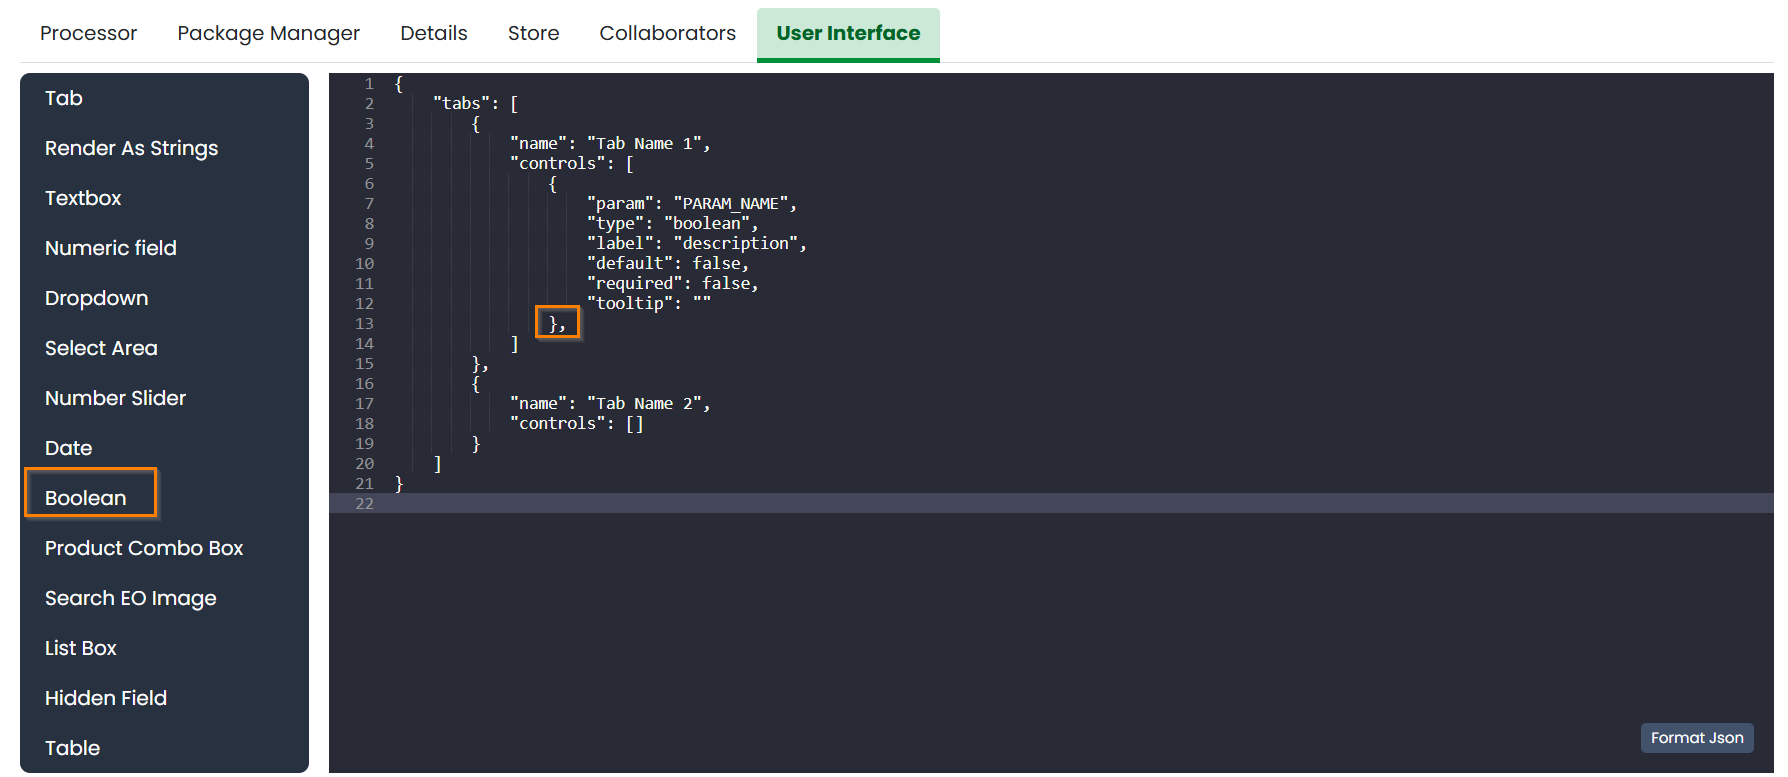 Processor Package Manager Details Store Collaborators User Interface
Tab
Render As Strings
Textbox
Numeric field
Dropdown
Select Area
Number Slider
Date
Boolean
Product Combo Box
Search EO Image
List Box
Hidden Field
Table
1 {
2     "tabs": [
3         {
4             "name": "Tab Name 1",
5             "controls": [
6                 {
7                     "param": "PARAM_NAME",
8                     "type": "boolean",
9                     "label": "description",
10                     "default": false,
11                     "required": false,
12                     "tooltip": ""
13                 },
14             ]
15         },
16         {
17             "name": "Tab Name 2",
18             "controls": []
19         }
20     ]
21 }
22
Format Json